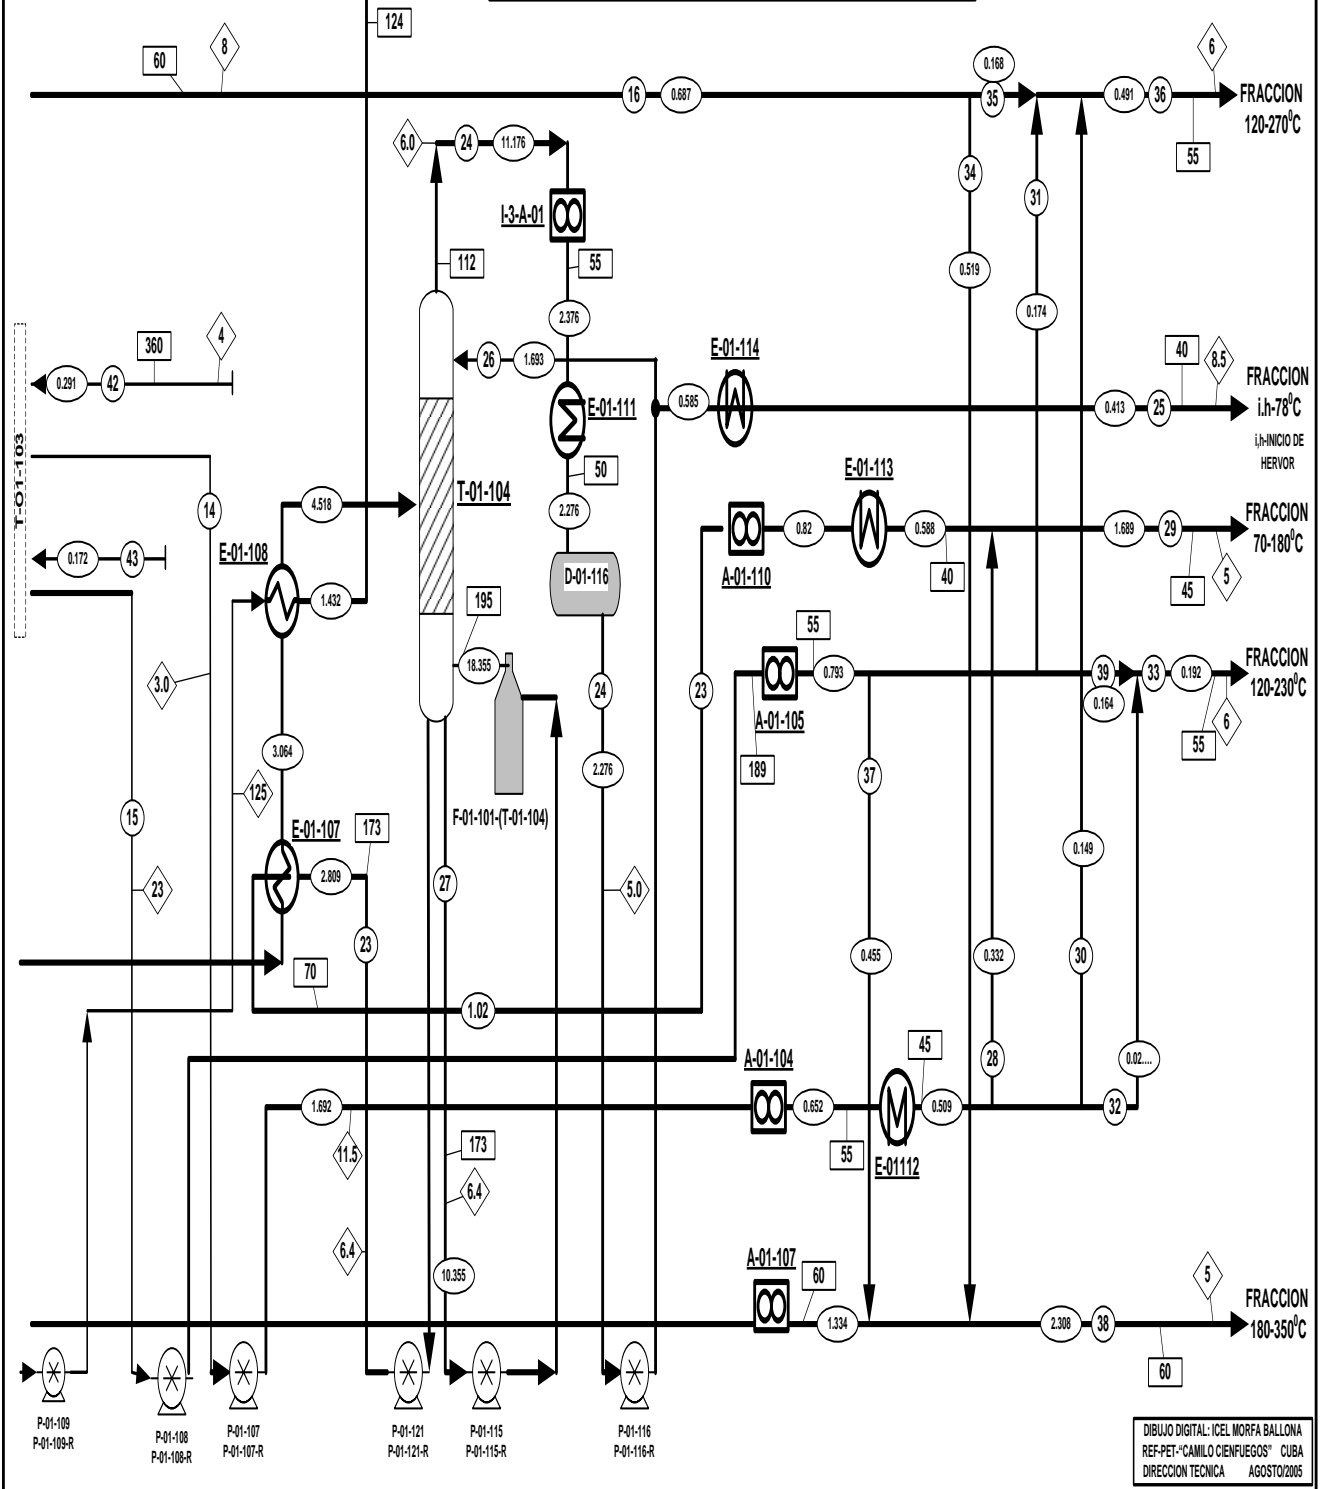 124
8
60
16
0.687
0.168
35
0.491
36
6
FRACCION
120-270⁰C
55
6.0
24
11.176
34
31
I-3-A-01
112
55
0.519
0.174
2.376
360
4
0.291
42
26
1.693
E-01-114
40
8.5
FRACCION
i.h-78⁰C
i,h-INICIO DE
HERVOR
0.585
0.413
25
E-01-111
T-01-103
50
E-01-113
14
4.518
T-01-104
2.276
0.82
0.588
1.689
29
FRACCION
70-180⁰C
0.172
43
E-01-108
A-01-110
40
45
5
D-01-116
1.432
195
55
18.355
3.0
24
23
0.793
39
33
0.192
FRACCION
120-230⁰C
0.164
A-01-105
55
6
3.064
2.276
189
37
125
15
E-01-107
173
F-01-101-(T-01-104)
0.149
2.809
27
23
5.0
23
0.455
0.332
30
70
1.02
A-01-104
45
28
0.02....
1.692
0.652
0.509
32
11.5
173
55
E-01112
6.4
6.4
10.355
A-01-107
60
5
1.334
2.308
38
FRACCION
180-350⁰C
60
P-01-109
P-01-109-R
P-01-108
P-01-108-R
P-01-107
P-01-107-R
P-01-121
P-01-121-R
P-01-115
P-01-115-R
P-01-116
P-01-116-R
DIBUJO DIGITAL: ICEL MORFA BALLONA
REF-PET-“CAMILO CIENFUEGOS” CUBA
DIRECCION TECNICA AGOSTO/2005